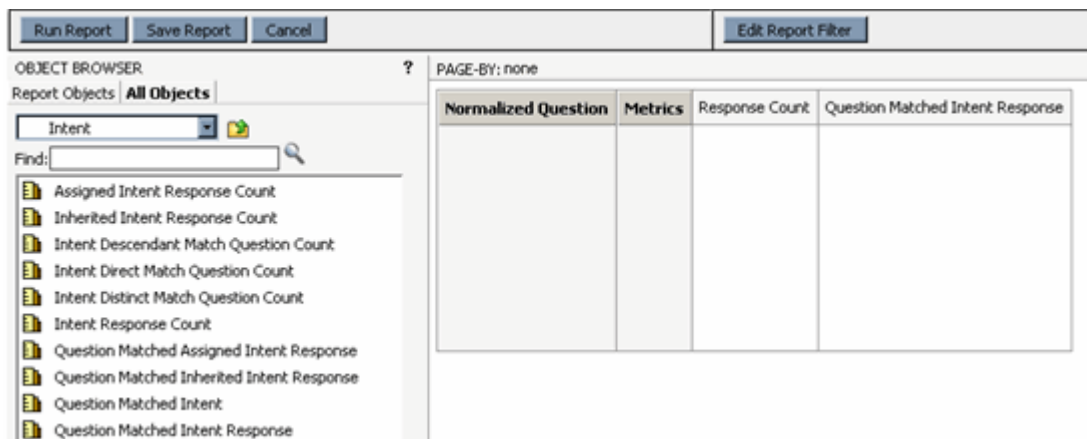 Run Report Save Report Cancel Edit Report Filter
OBJECT BROWSER ?
Report Objects All Objects
Intent
Find:
Assigned Intent Response Count
Inherited Intent Response Count
Intent Descendant Match Question Count
Intent Direct Match Question Count
Intent Distinct Match Question Count
Intent Response Count
Question Matched Assigned Intent Response
Question Matched Inherited Intent Response
Question Matched Intent
Question Matched Intent Response
PAGE-BY: none
Normalized Question Metrics Response Count Question Matched Intent Response